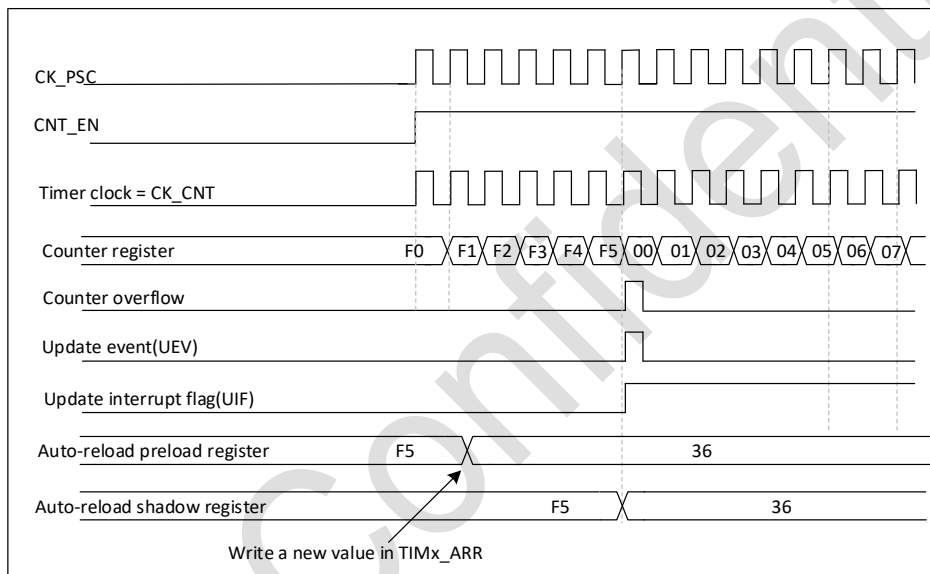 CK_PSC
CNT_EN
Timer clock = CK_CNT
Counter register F0 F1 F2 F3 F4 F5 00 01 02 03 04 05 06 07
Counter overflow
Update event(UEV)
Update interrupt flag(UIF)
Auto-reload preload register F5 36
Auto-reload shadow register F5 36
Write a new value in TIMx_ARR
Confident